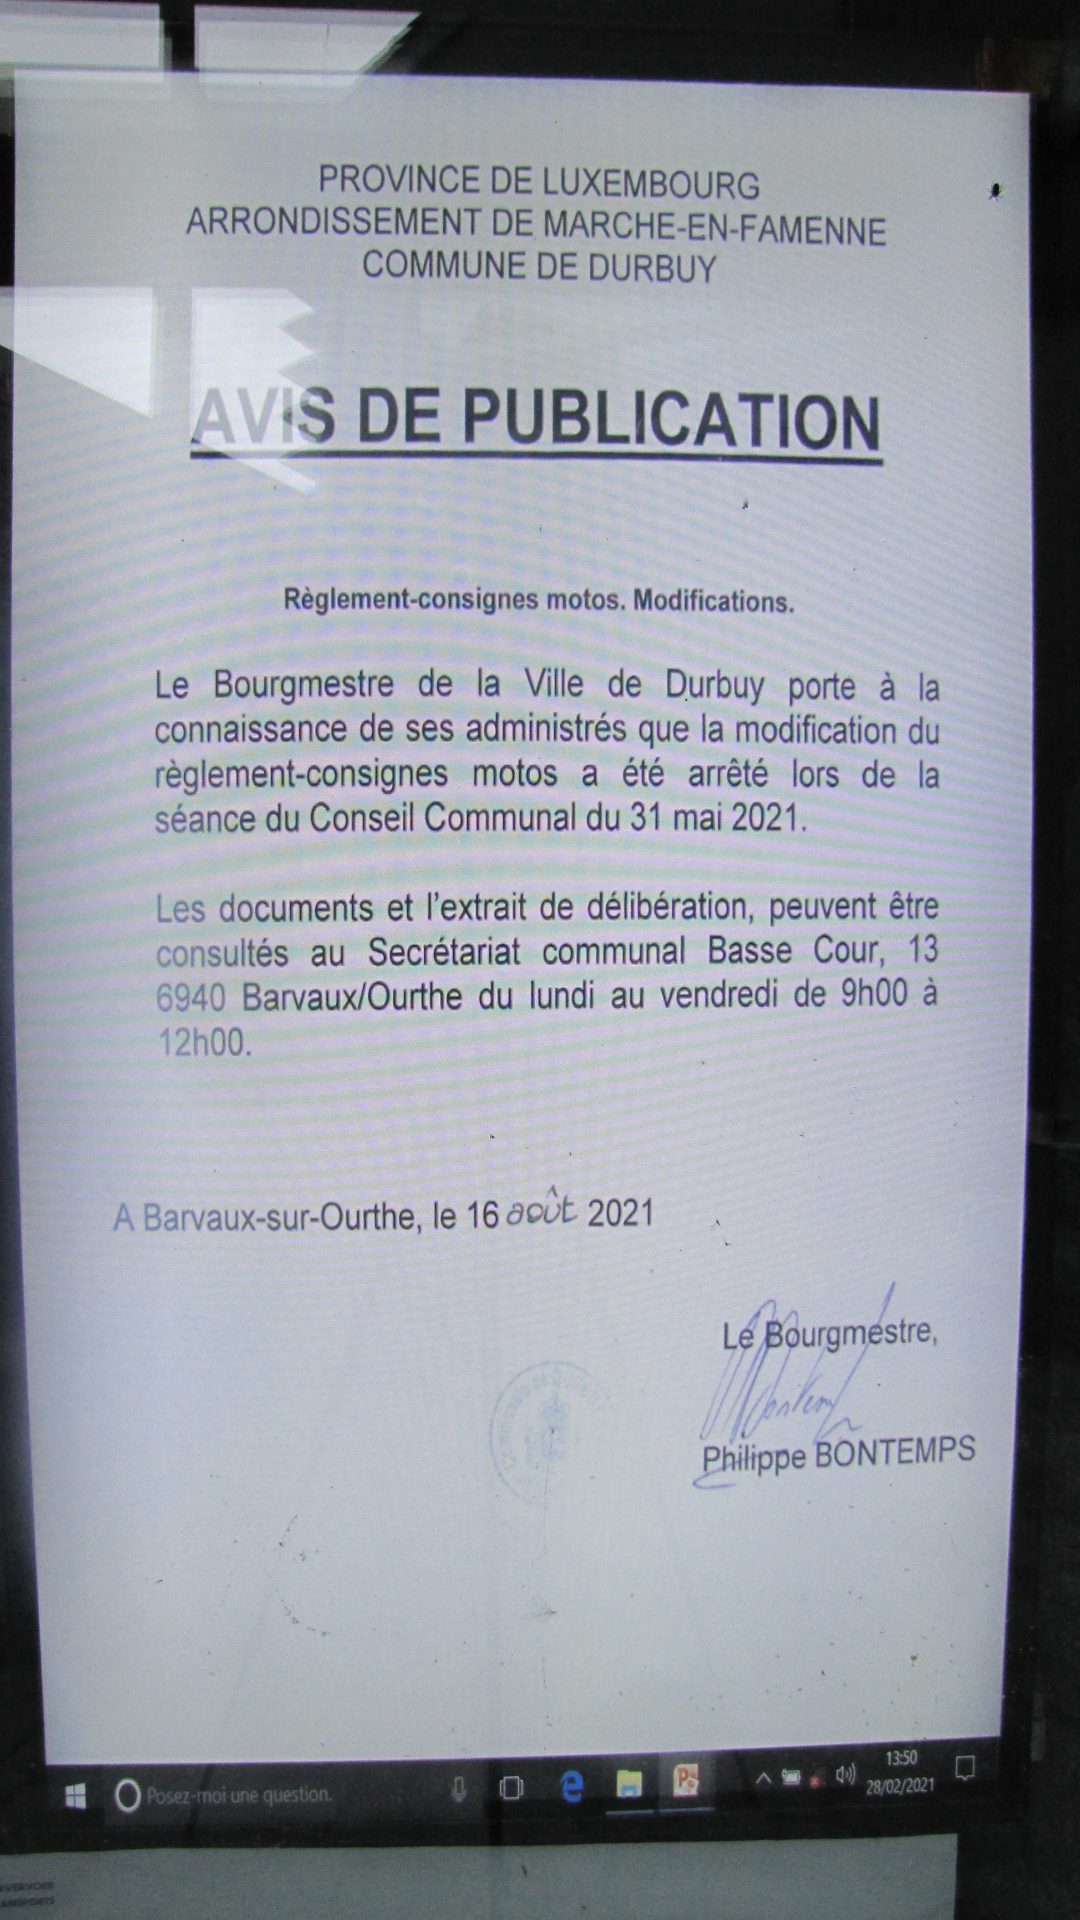 PROVINCE DE LUXEMBOURG
ARRONDISSEMENT DE MARCHE-EN-FAMENNE
COMMUNE DE DURBUY
AVIS DE PUBLICATION
Règlement-consignes motos. Modifications.
Le Bourgmestre de la Ville de Durbuy porte à la
connaissance de ses administrés que la modification du
règlement-consignes motos a été arrêté lors de la
séance du Conseil Communal du 31 mai 2021.
Les documents et l'extrait de délibération, peuvent être
consultés au Secrétariat communal Basse Cour, 13
6940 Barvaux/Ourthe du lundi au vendredi de 9h00 à
12h00.
A Barvaux-sur-Ourthe, le 16 août 2021
Le Bourgmestre,
Philippe BONTEMPS
Posez-moi une question.
13:50
28/02/2021